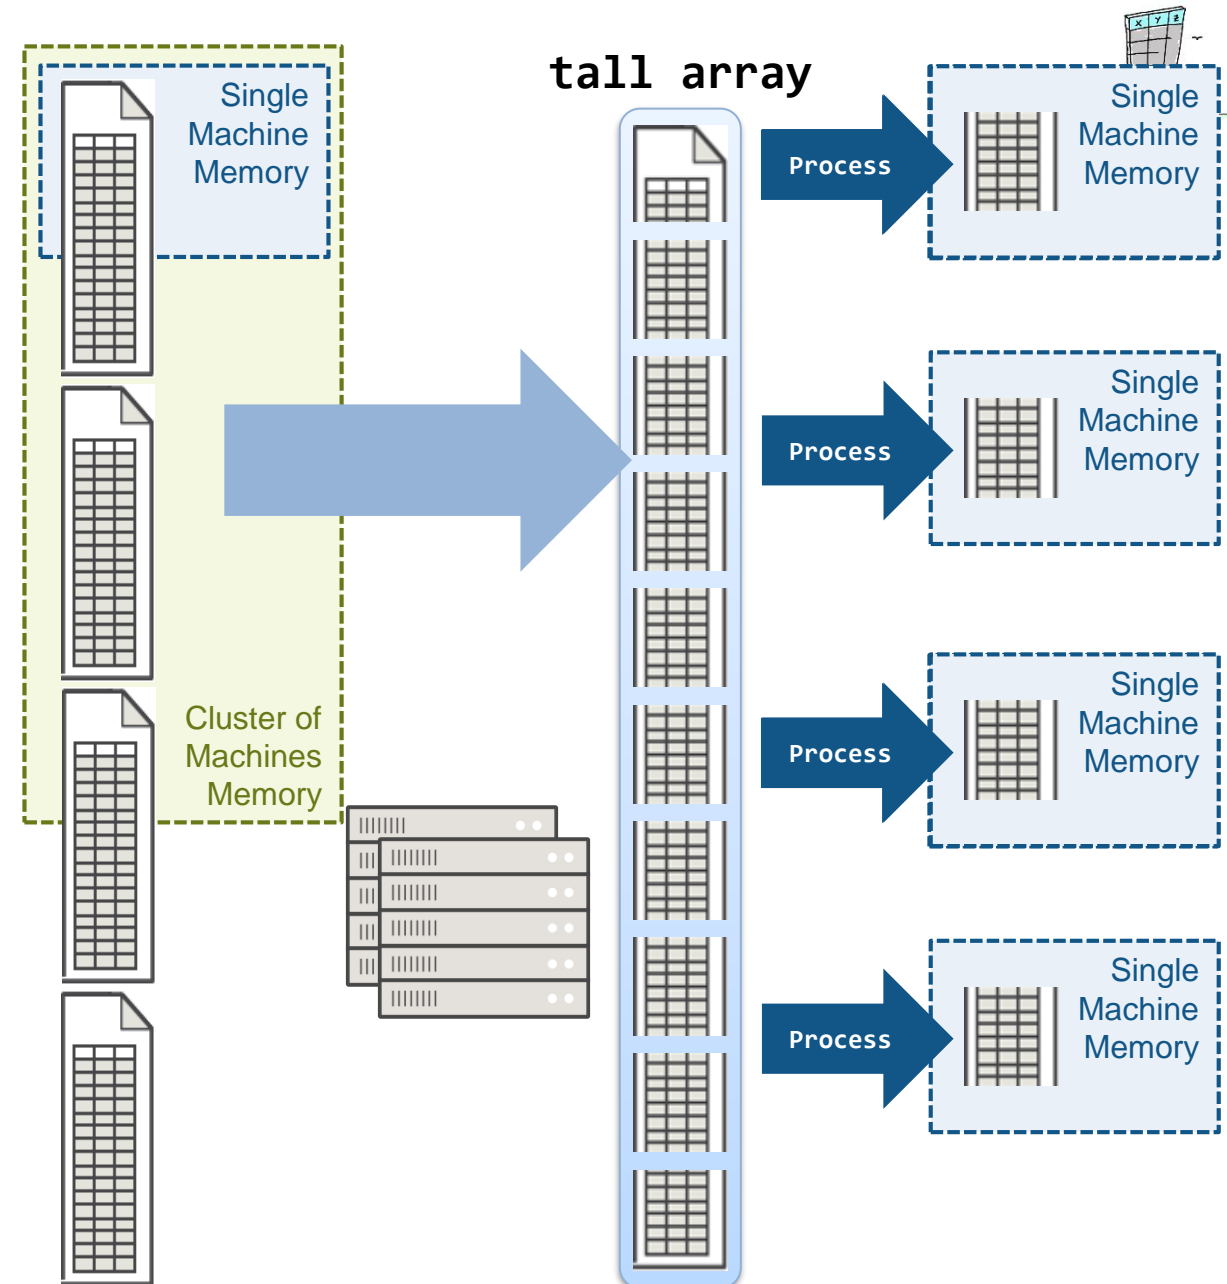 x y z
tall array
Single
Machine
Memory
Cluster of
Machines
Memory
Process
Single
Machine
Memory
Process
Single
Machine
Memory
Process
Single
Machine
Memory
Process
Single
Machine
Memory